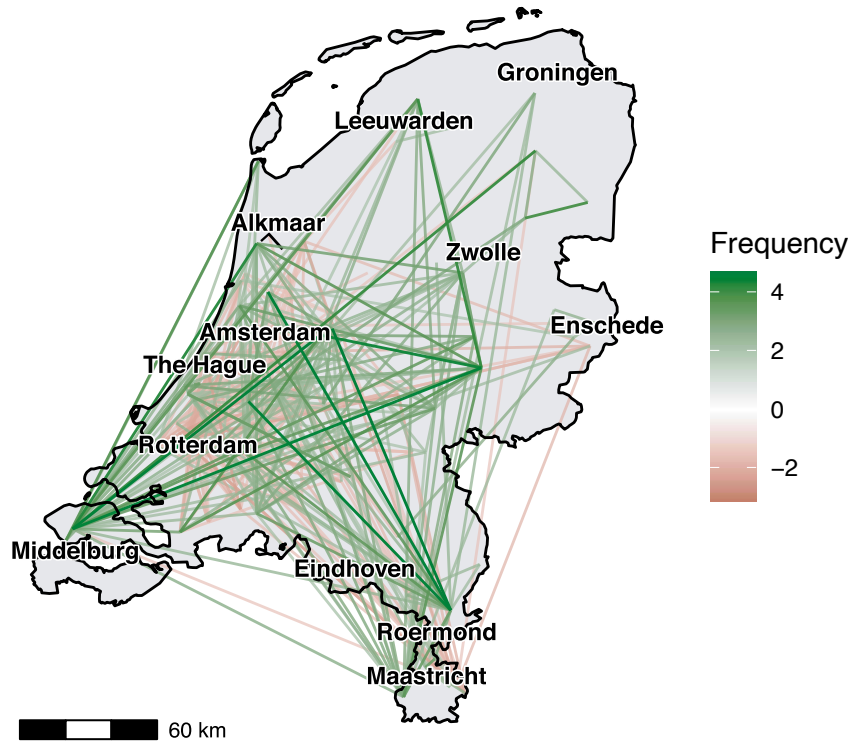 Groningen
Leeuwarden
Alkmaar
Zwolle
Amsterdam
Enschede
The Hague
Rotterdam
Middelburg
Eindhoven
Roermond
Maastricht
60 km
Frequency
4
2
0
−2